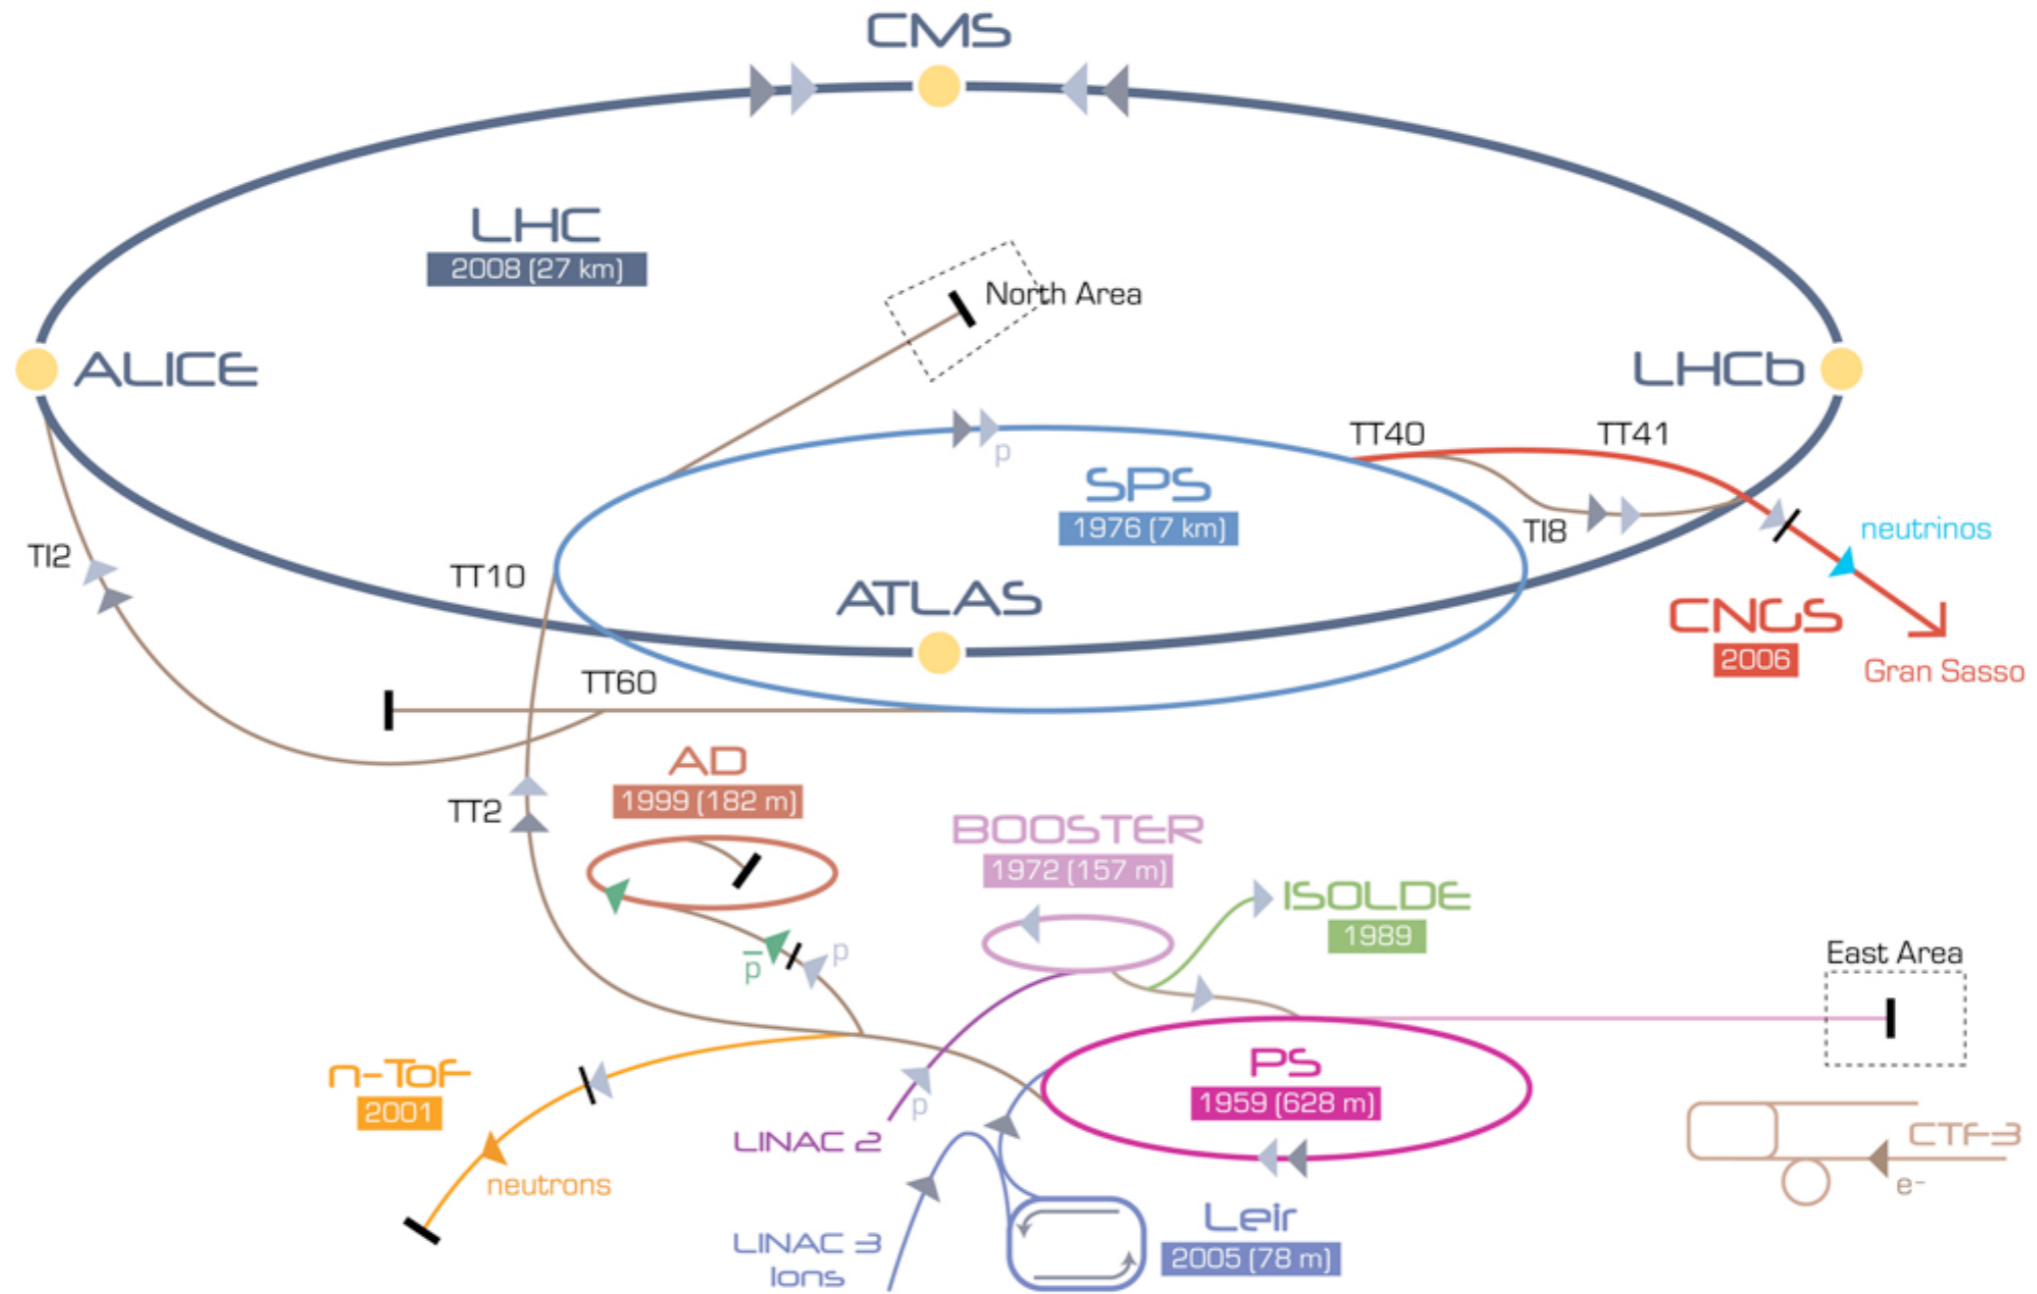 CMS
LHC
2008 (27 km)
North Area
ALICE
LHCb
TT40
TT41
p
SPS
1976 (7 km)
TI8
neutrinos
TI2
TT10
ATLAS
CNGS
2006
Gran Sasso
TT60
AD
1999 (182 m)
TT2
BOOSTER
1972 (157 m)
ISOLDE
1989
p
p̅
East Area
n-ToF
2001
neutrons
PS
1959 (628 m)
p
LINAC 2
CTF-3
e⁻
LINAC 3
Ions
Leir
2005 (78 m)